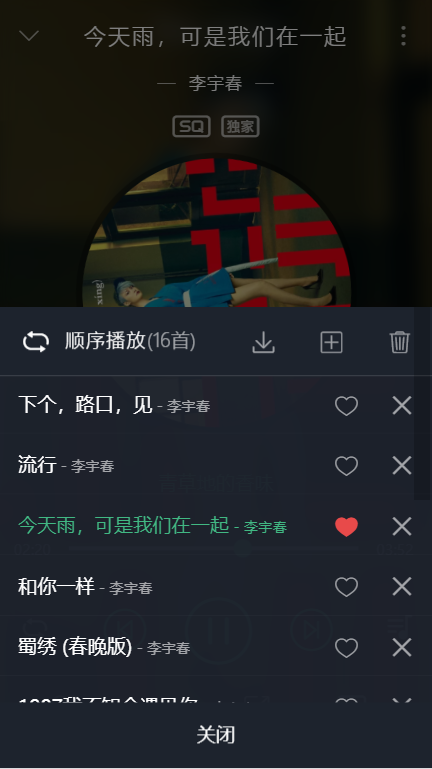 今天雨，可是我们在一起
— 李宇春 —
SQ 独家
xing)
顺序播放(16首)
下个，路口，见 - 李宇春
流行 - 李宇春
今天雨，可是我们在一起 - 李宇春
和你一样 - 李宇春
蜀绣 (春晚版) - 李宇春
关闭